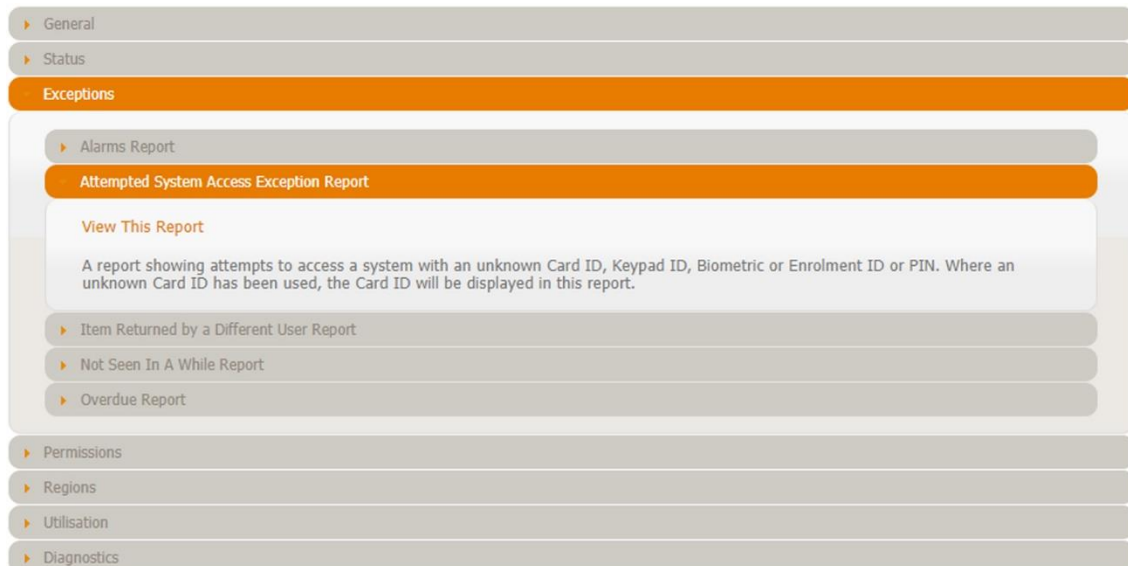 General
Status
Exceptions
Alarms Report
Attempted System Access Exception Report
View This Report
A report showing attempts to access a system with an unknown Card ID, Keypad ID, Biometric or Enrolment ID or PIN. Where an
unknown Card ID has been used, the Card ID will be displayed in this report.
Item Returned by a Different User Report
Not Seen In A While Report
Overdue Report
Permissions
Regions
Utilisation
Diagnostics